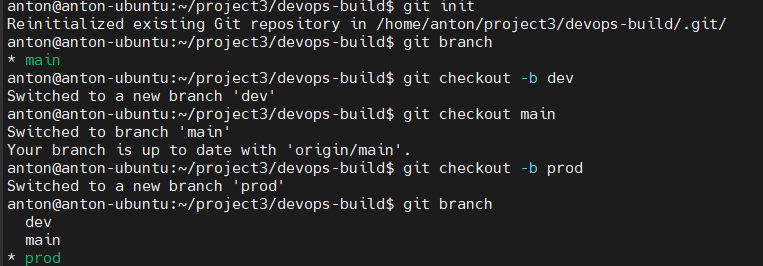 anton@anton-ubuntu:~/project3/devops-build$ git init
Reinitialized existing Git repository in /home/anton/project3/devops-build/.git/
anton@anton-ubuntu:~/project3/devops-build$ git branch
* main
anton@anton-ubuntu:~/project3/devops-build$ git checkout -b dev
Switched to a new branch 'dev'
anton@anton-ubuntu:~/project3/devops-build$ git checkout main
Switched to branch 'main'
Your branch is up to date with 'origin/main'.
anton@anton-ubuntu:~/project3/devops-build$ git checkout -b prod
Switched to a new branch 'prod'
anton@anton-ubuntu:~/project3/devops-build$ git branch
  dev
  main
* prod